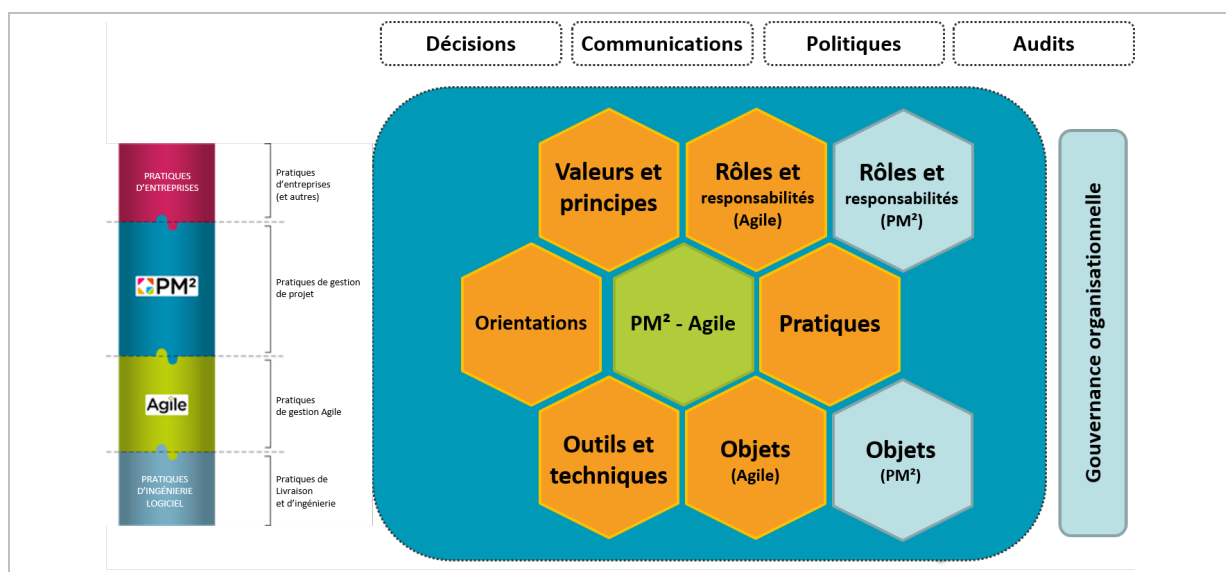 Décisions
Communications
Politiques
Audits
PRATIQUES
D'ENTREPRISES
Pratiques
d'entreprises
(et autres)
PM²
Pratiques de gestion
de projet
Agile
Pratiques
de gestion Agile
PRATIQUES
D'INGÉNIERIE
LOGICIEL
Pratiques de
Livraison
et d'ingénierie
Valeurs et
principes
Rôles et
responsabilités
(Agile)
Rôles et
responsabilités
(PM²)
Orientations
PM² - Agile
Pratiques
Outils et
techniques
Objets
(Agile)
Objets
(PM²)
Gouvernance organisationnelle